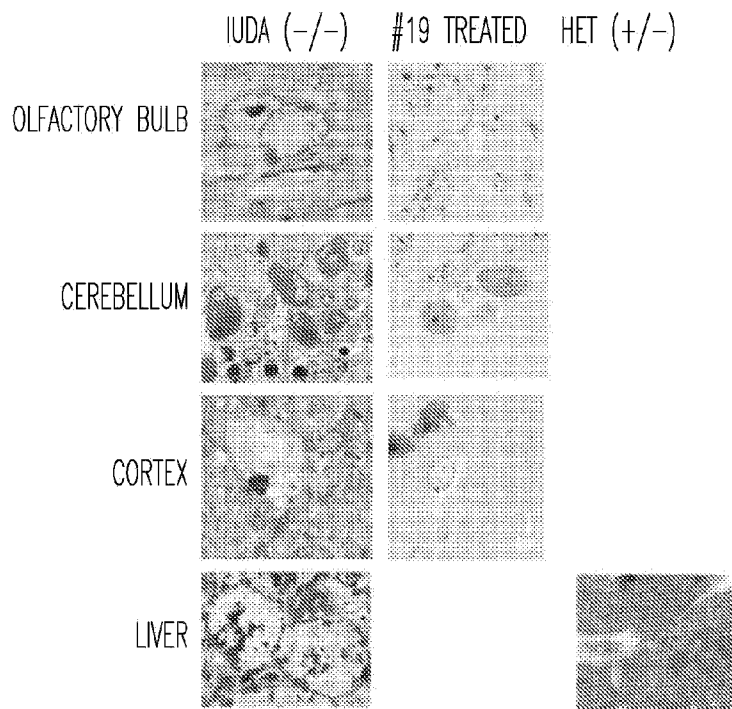 IUDA (−/−) #19 TREATED HET (+/−)
OLFACTORY BULB
CEREBELLUM
CORTEX
LIVER